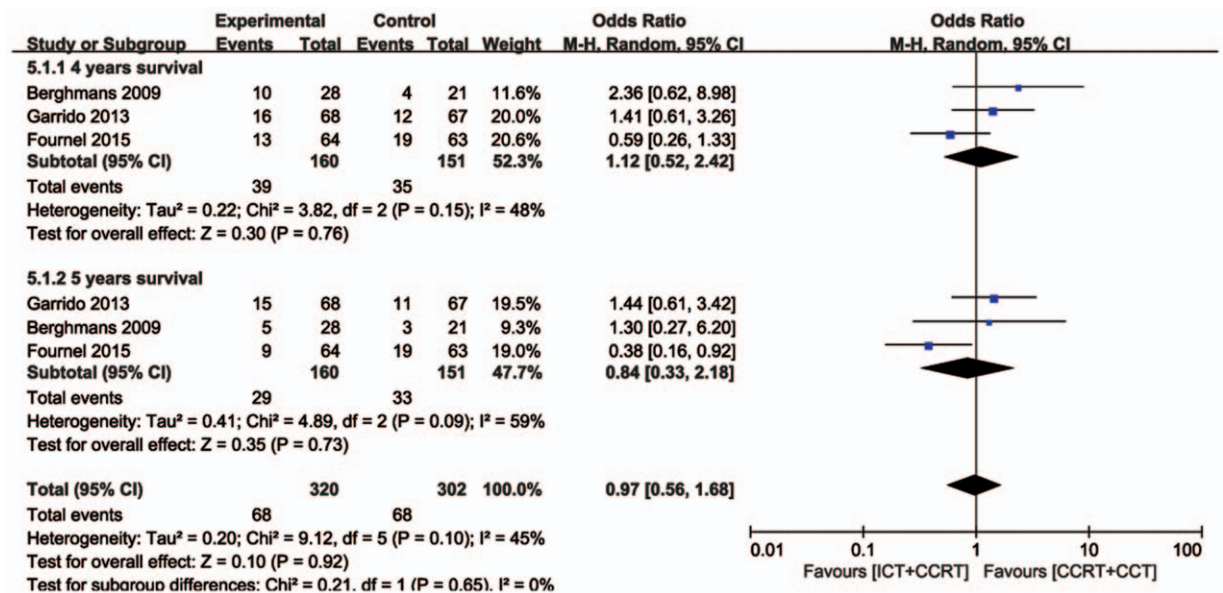 Experimental Control Odds Ratio Odds Ratio
Study or Subgroup Events Total Events Total Weight M-H, Random, 95% CI M-H, Random, 95% CI
5.1.1 4 years survival
Berghmans 2009 10 28 4 21 11.6% 2.36 [0.62, 8.98]
Garrido 2013 16 68 12 67 20.0% 1.41 [0.61, 3.26]
Fournel 2015 13 64 19 63 20.6% 0.59 [0.26, 1.33]
Subtotal (95% CI) 160 151 52.3% 1.12 [0.52, 2.42]
Total events 39 35
Heterogeneity: Tau² = 0.22; Chi² = 3.82, df = 2 (P = 0.15); I² = 48%
Test for overall effect: Z = 0.30 (P = 0.76)
5.1.2 5 years survival
Garrido 2013 15 68 11 67 19.5% 1.44 [0.61, 3.42]
Berghmans 2009 5 28 3 21 9.3% 1.30 [0.27, 6.20]
Fournel 2015 9 64 19 63 19.0% 0.38 [0.16, 0.92]
Subtotal (95% CI) 160 151 47.7% 0.84 [0.33, 2.18]
Total events 29 33
Heterogeneity: Tau² = 0.41; Chi² = 4.89, df = 2 (P = 0.09); I² = 59%
Test for overall effect: Z = 0.35 (P = 0.73)
Total (95% CI) 320 302 100.0% 0.97 [0.56, 1.68]
Total events 68 68
Heterogeneity: Tau² = 0.20; Chi² = 9.12, df = 5 (P = 0.10); I² = 45%
Test for overall effect: Z = 0.10 (P = 0.92)
Test for subgroup differences: Chi² = 0.21, df = 1 (P = 0.65), I² = 0%
0.01 0.1 1 10 100
Favours [ICT+CCRT] Favours [CCRT+CCT]